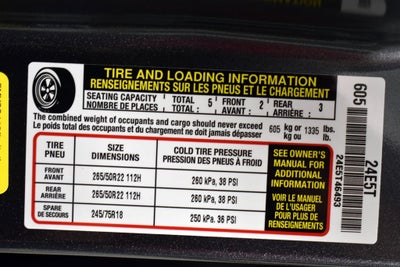 TIRE AND LOADING INFORMATION
RENSEIGNEMENTS SUR LES PNEUS ET LE CHARGEMENT
SEATING CAPACITY TOTAL 5 FRONT 2 REAR 3
NOMBRE DE PLACES TOTAL AVANT ARRIÈRE
The combined weight of occupants and cargo should never exceed 605 kg or 1335 lbs.
Le poids total des occupants et du chargement ne doit jamais dépasser kg ou lb.
TIRE SIZE COLD TIRE PRESSURE
PNEU DIMENSIONS PRESSION DES PNEUS À FROID
FRONT
AVANT 265/50R22 112H 260 kPa, 38 PSI
REAR
ARRIÈRE 265/50R22 112H 260 kPa, 38 PSI
SPARE
DE SECOURS 245/75R18 250 kPa, 36 PSI
SEE OWNER'S
MANUAL FOR
ADDITIONAL
INFORMATION
VOIR LE MANUEL
DE L'USAGER
POUR PLUS DE
RENSEIGNEMENTS
605
24E5T
24E5T46493